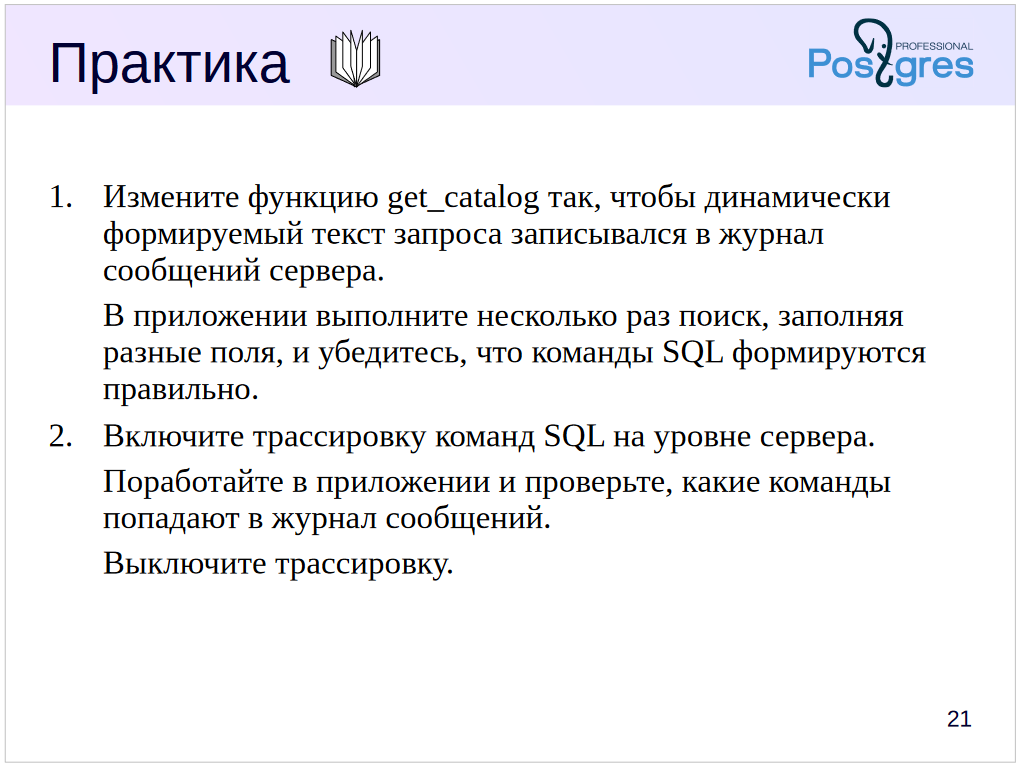 Практика
PROFESSIONAL
Postgres
1. Измените функцию get_catalog так, чтобы динамически
формируемый текст запроса записывался в журнал
сообщений сервера.
В приложении выполните несколько раз поиск, заполняя
разные поля, и убедитесь, что команды SQL формируются
правильно.
2. Включите трассировку команд SQL на уровне сервера.
Поработайте в приложении и проверьте, какие команды
попадают в журнал сообщений.
Выключите трассировку.
21